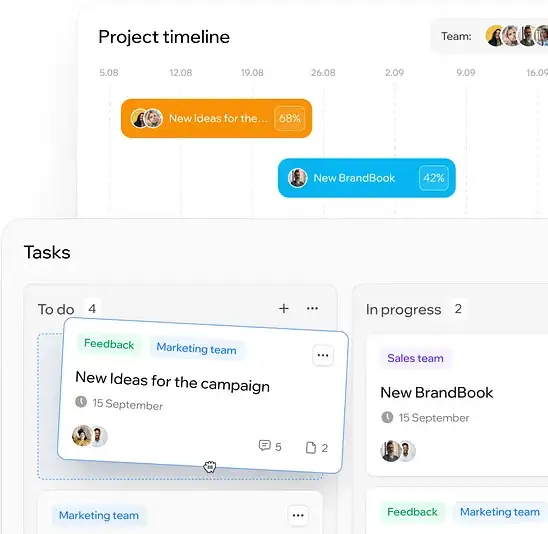 Project timeline
Team:
5.08 12.08 19.08 26.08 2.09 9.09 16.09
New Ideas for the... 68%
New BrandBook 42%
Tasks
To do 4
In progress 2
Feedback Marketing team
New Ideas for the campaign
15 September
5 2
Sales team
New BrandBook
15 September
Marketing team
Feedback Marketing team